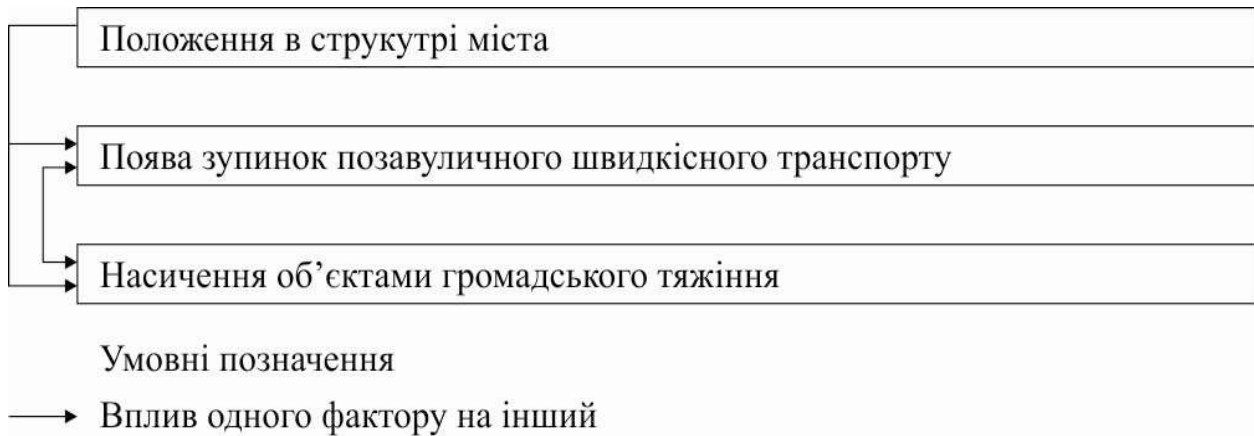 Положення в струкутрі міста
Поява зупинок позавуличного швидкісного транспорту
Насичення об’єктами громадського тяжіння
Умовні позначення
Вплив одного фактору на інший